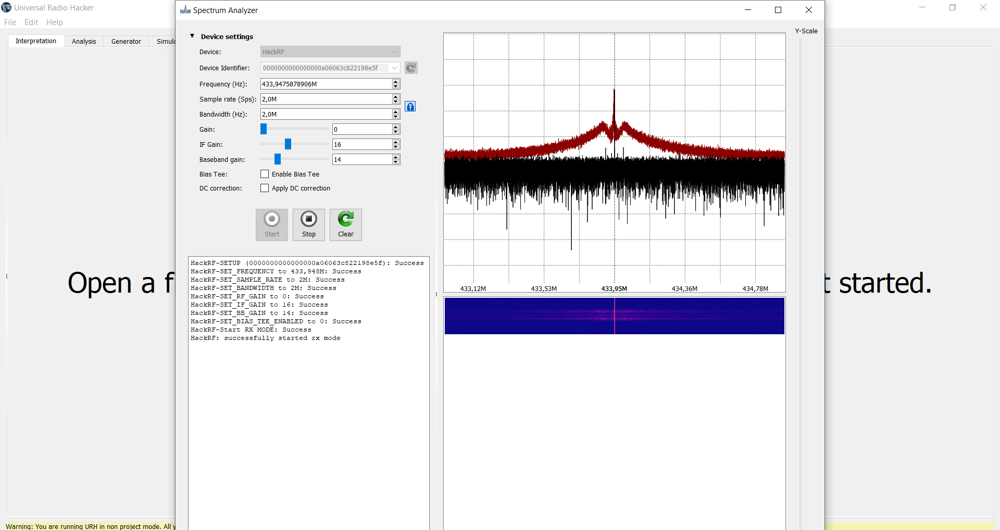 Universal Radio Hacker
File Edit Help
Interpretation Analysis Generator
Open a
started.
Warning: You are running URH in non project mode. All
Spectrum Analyzer
Device settings
Device: HackRF
Device Identifier: 0000000000000000a06063c822198e5f
Frequency (Hz): 433,9475878906M
Sample rate (Sps): 2,0M
Bandwidth (Hz): 2,0M
Gain: 0
IF Gain: 16
Baseband gain: 14
Bias Tee: Enable Bias Tee
DC correction: Apply DC correction
Start Stop Clear
HackRF-SETUP (0000000000000000a06063c822198e5f): Success
HackRF-SET_FREQUENCY to 433,948M: Success
HackRF-SET_SAMPLE_RATE to 2M: Success
HackRF-SET_BANDWIDTH to 2M: Success
HackRF-SET_RF_GAIN to 0: Success
HackRF-SET_IF_GAIN to 16: Success
HackRF-SET_BB_GAIN to 14: Success
HackRF-SET_BIAS_TEE_ENABLED to 0: Success
HackRF-Start RX MODE: Success
HackRF: successfully started rx mode
Y-Scale
433,12M 433,53M 433,95M 434,36M 434,78M